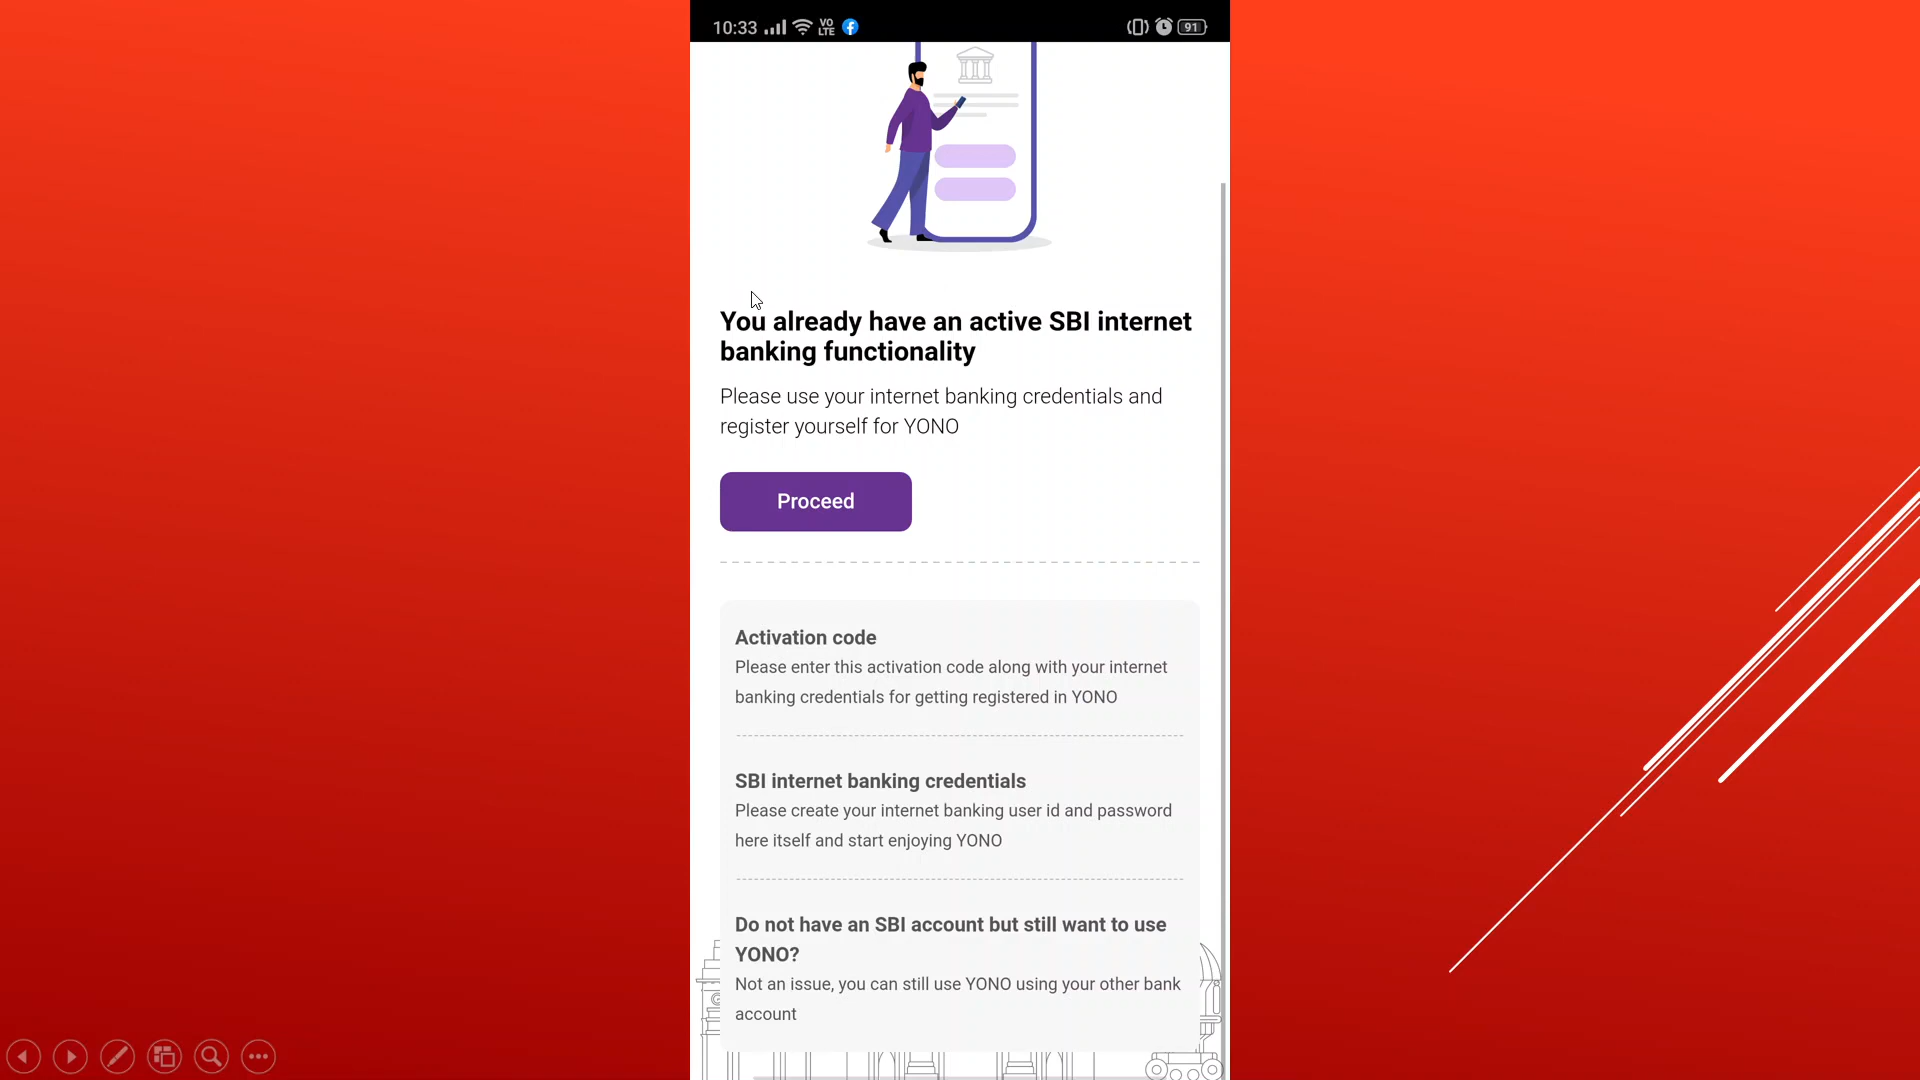 10:33 VO LTE 91
You already have an active SBI internet
banking functionality
Please use your internet banking credentials and
register yourself for YONO
Proceed
Activation code
Please enter this activation code along with your internet
banking credentials for getting registered in YONO
SBI internet banking credentials
Please create your internet banking user id and password
here itself and start enjoying YONO
Do not have an SBI account but still want to use
YONO?
Not an issue, you can still use YONO using your other bank
account